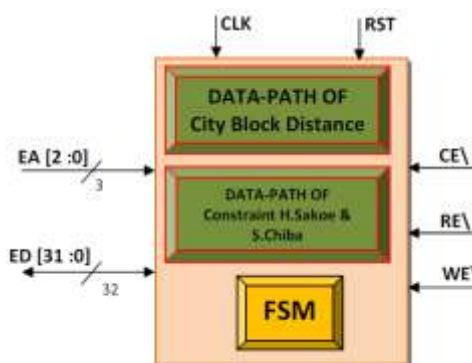 CLK
RST
DATA-PATH OF
City Block Distance
EA [2 :0]
3
CE\
DATA-PATH OF
Constraint H.Sakoe &
S.Chiba
RE\
ED [31 :0]
32
WE\
FSM